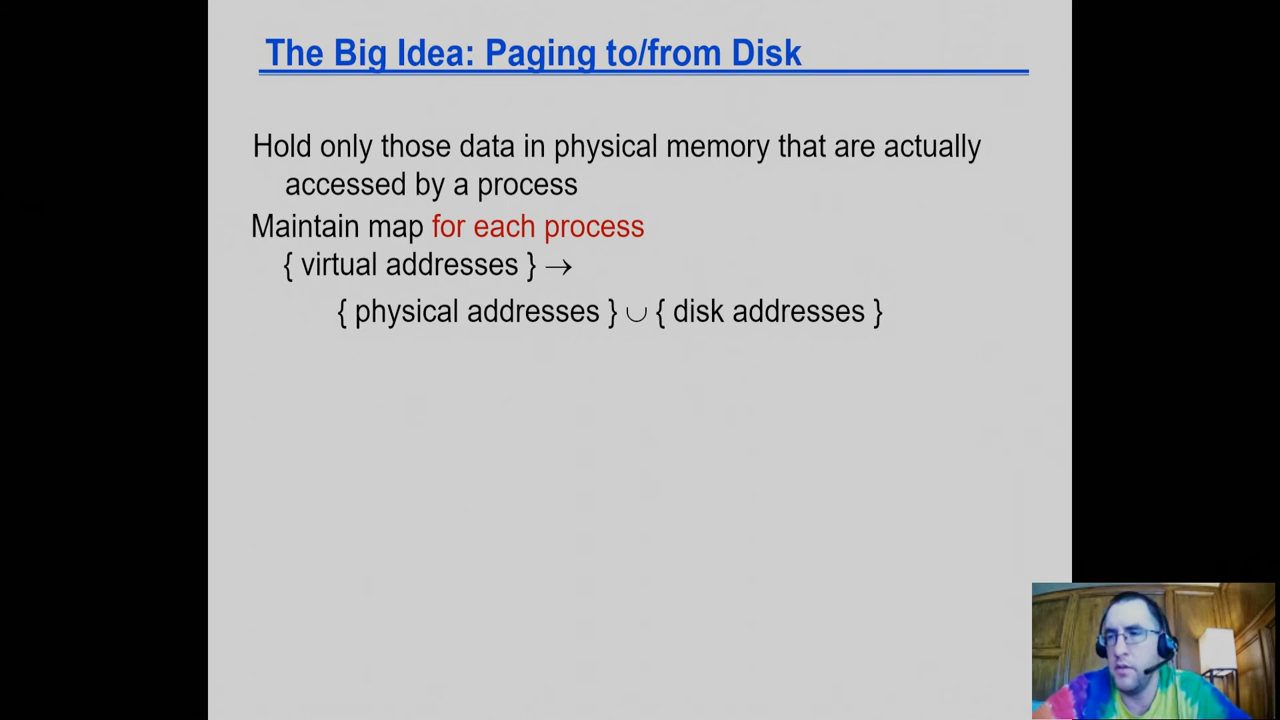 The Big Idea: Paging to/from Disk
Hold only those data in physical memory that are actually
accessed by a process
Maintain map for each process
{ virtual addresses } →
{ physical addresses } ∪ { disk addresses }